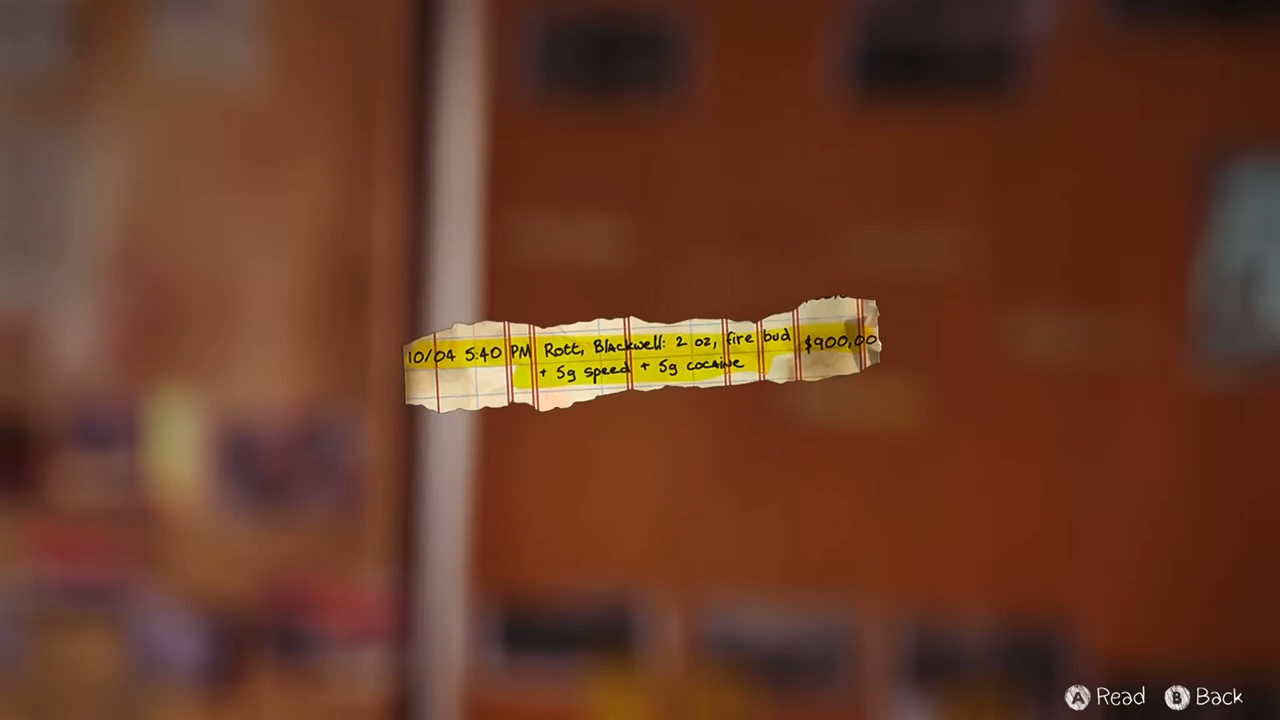 10/04 5:40 PM Rott, Blackwell: 2 oz, fire bud $900,00
+ 5g speed + 5g cocaine
A Read B Back